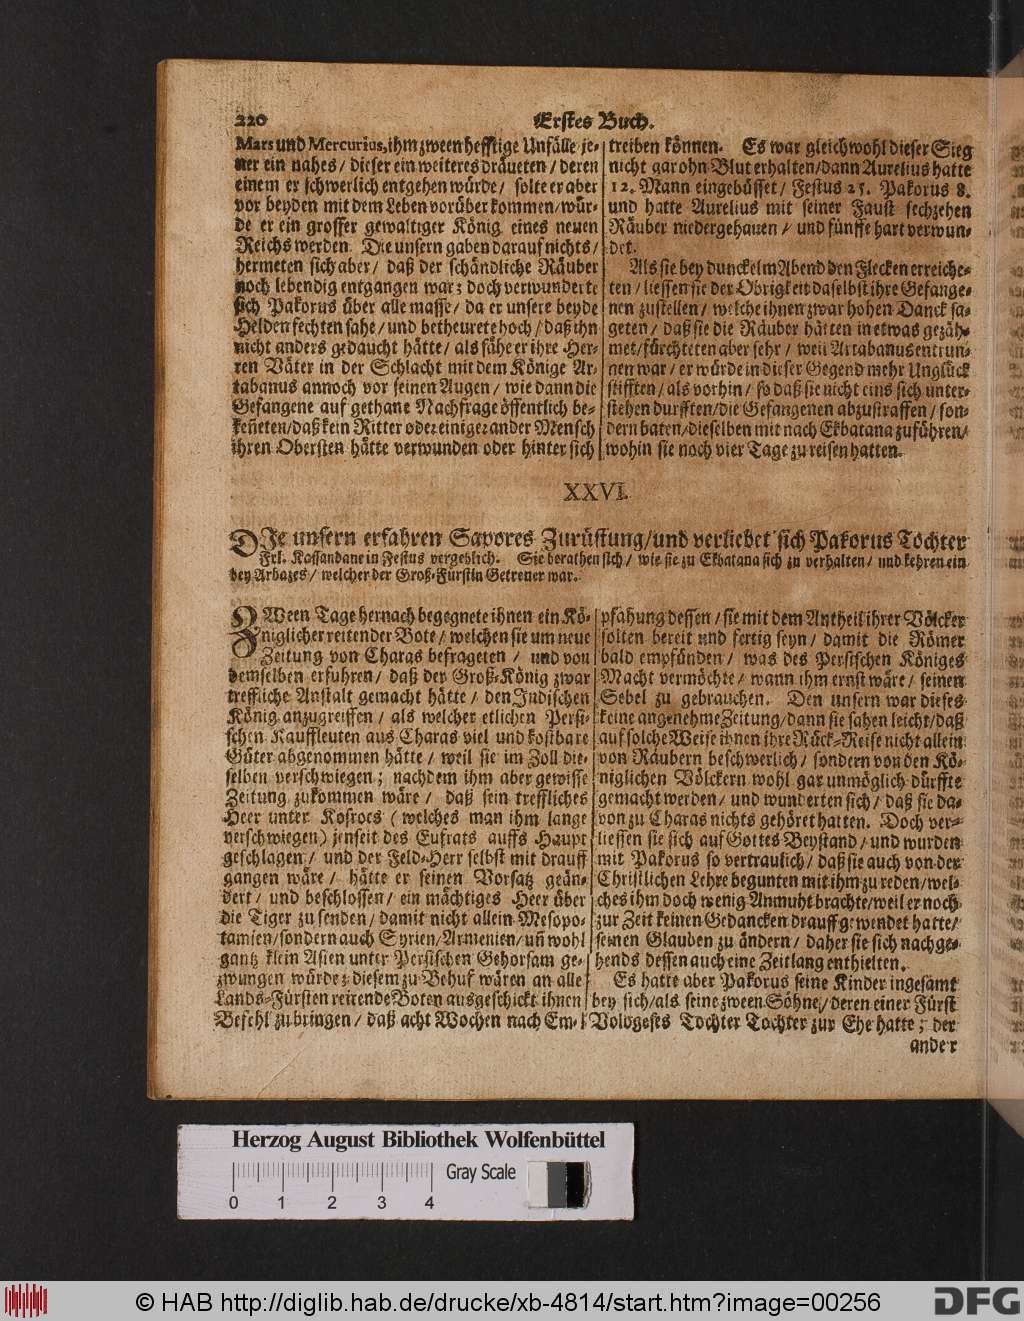 220
Erstes Buch.
Mars und Mercurius, ihm zween hefftige Unfälle je-
ner ein nahes / dieser ein weiteres dräueten / deren
einem er schwerlich entgehen würde / solte er aber
vor beyden mit dem Leben vorüber kommen / wür-
de er ein grosser gewaltiger König eines neuen
Reichs werden. Die unsern gaben darauf nichts /
hermeten sich aber / daß der schändliche Räuber
noch lebendig entgangen war; doch verwunderte
sich Pakorus über alle masse / da er unsere beyde
Helden fechten sahe / und betheurete hoch / daß ihn
nicht anders gedaucht hätte / als sähe er ihre Her-
ren Väter in der Schlacht mit dem Könige Ar-
tabanus annoch vor seinen Augen / wie dann die
Gefangene auf gethane Nachfrage öffentlich be-
keñeten / daß kein Ritter oder einiger ander Mensch
ihren Obersten hätte verwunden oder hinter sich
treiben können. Es war gleichwohl dieser Sieg
nicht gar ohn Blut erhalten / dann Aurelius hatte
12. Mann eingebüsset / Festus 25. Pakorus 8.
und hatte Aurelius mit seiner Faust sechzehen
Räuber niedergehauen / und fünffe hart verwun-
det.
Als sie bey dunckelm Abend den Flecken erreiche-
ten / liessen sie der Obrigkeit daselbst ihre Gefange-
nen zustellen / welche ihnen zwar hohen Danck sa-
geten / daß sie die Räuber hätten in etwas gezäh-
met / fürchteten aber sehr / weil Artabanus entrun-
nen war / er würde in dieser Gegend mehr Unglück
stifften / als vorhin / so daß sie nicht eins sich unter-
stehen durfften / die Gefangenen abzustraffen / son-
dern baten / dieselben mit nach Ekbatana zuführen /
wohin sie noch vier Tage zu reisen hatten.
XXVI.
DIe unsern erfahren Sapores Zurüstung / und verliebet sich Pakorus Tochter
Frl. Kassandane in Festus vergeblich. Sie berathen sich / wie sie zu Ekbatana sich zu verhalten / und kehren ein
bey Arbazes / welcher der Groß-Fürstin Getreuer war.
ZWeen Tage hernach begegnete ihnen ein Kö-
niglicher reitender Bote / welchen sie um neue
Zeitung von Charas befrageten / und von
demselben erfuhren / daß der Groß-König zwar
treffliche Anstalt gemacht hätte / den Indischen
König anzugreiffen / als welcher etlichen Persi-
schen Kauffleuten aus Charas viel und kostbare
Güter abgenommen hätte / weil sie im Zoll die-
selben verschwiegen; nachdem ihm aber gewisse
Zeitung zukommen wäre / daß sein treffliches
Heer unter Kosroes (welches man ihm lange
verschwiegen) jenseit des Eufrats auffs Haupt
geschlagen / und der Feld-Herr selbst mit drauff
gangen wäre / hätte er seinen Vorsatz geän-
dert / und beschlossen / ein mächtiges Heer über
die Tiger zu senden / damit nicht allein Mesopo-
tamien / sondern auch Syrien / Armenien / uñ wohl
gantz klein Asien unter Persischen Gehorsam ge-
zwungen würde; diesem zu Behuf wären an alle
Lands-Fürsten reitende Boten ausgeschickt ihnen
Befehl zubringen / daß acht Wochen nach Em-
pfahung dessen / sie mit dem Antheil ihrer Völcker
solten bereit und fertig seyn / damit die Römer
bald empfünden / was des Persischen Königes
Macht vermöchte / wann ihm ernst wäre / seinen
Sebel zu gebrauchen. Den unsern war dieses
keine angenehme Zeitung / dann sie sahen leicht / daß
auf solche Weise ihnen ihre Rück-Reise nicht allein
von Räubern beschwerlich / sondern von den Kö-
niglichen Völckern wohl gar unmöglich dürffte
gemacht werden / und wunderten sich / daß sie da-
von zu Charas nichts gehöret hatten. Doch ver-
liessen sie sich auf Gottes Beystand / und wurden
mit Pakorus so vertraulich / daß sie auch von der
Christlichen Lehre begunten mit ihm zu reden / wel-
ches ihm doch wenig Anmuht brachte / weil er noch
zur Zeit keinen Gedancken drauff gewendet hatte /
seinen Glauben zu ändern / daher sie sich nachge-
hends dessen auch eine Zeitlang enthielten.
Es hatte aber Pakorus seine Kinder ingesamt
bey sich / als seine zween Söhne / deren einer Fürst
Vologeses Tochter Tochter zur Ehe hatte; der
ander
Herzog August Bibliothek Wolfenbüttel
Gray Scale
0 1 2 3 4
© HAB http://diglib.hab.de/drucke/xb-4814/start.htm?image=00256
DFG